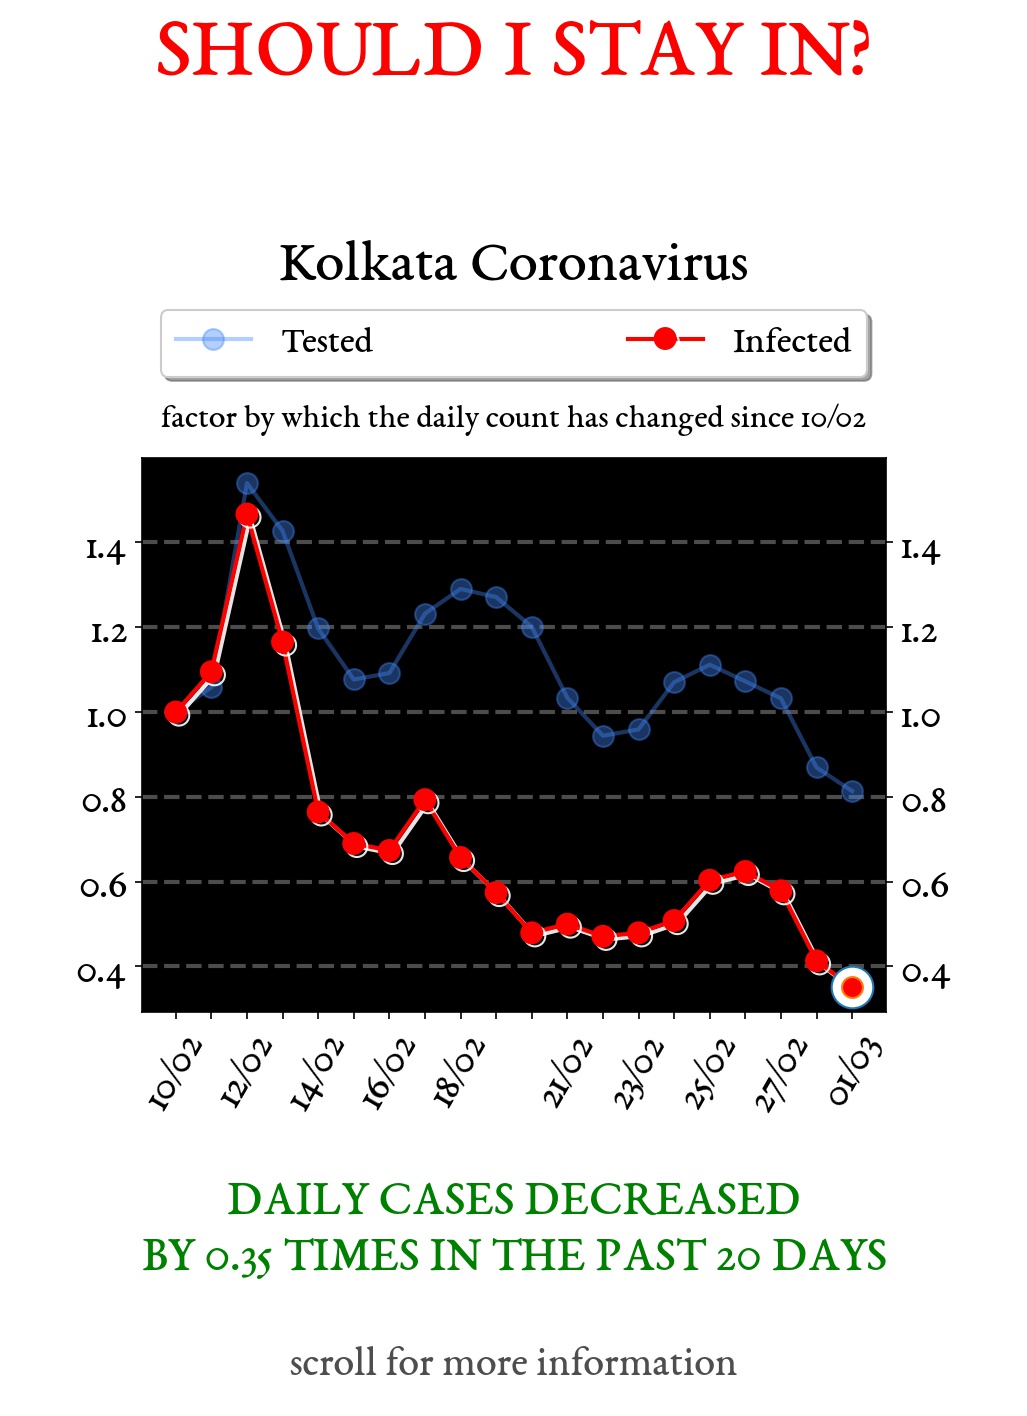 SHOULD I STAY IN?
Kolkata Coronavirus
Tested Infected
factor by which the daily count has changed since 10/02
1.4 1.4
1.2 1.2
1.0 1.0
0.8 0.8
0.6 0.6
0.4 0.4
10/02 12/02 14/02 16/02 18/02 21/02 23/02 25/02 27/02 01/03
DAILY CASES DECREASED
BY 0.35 TIMES IN THE PAST 20 DAYS
scroll for more information